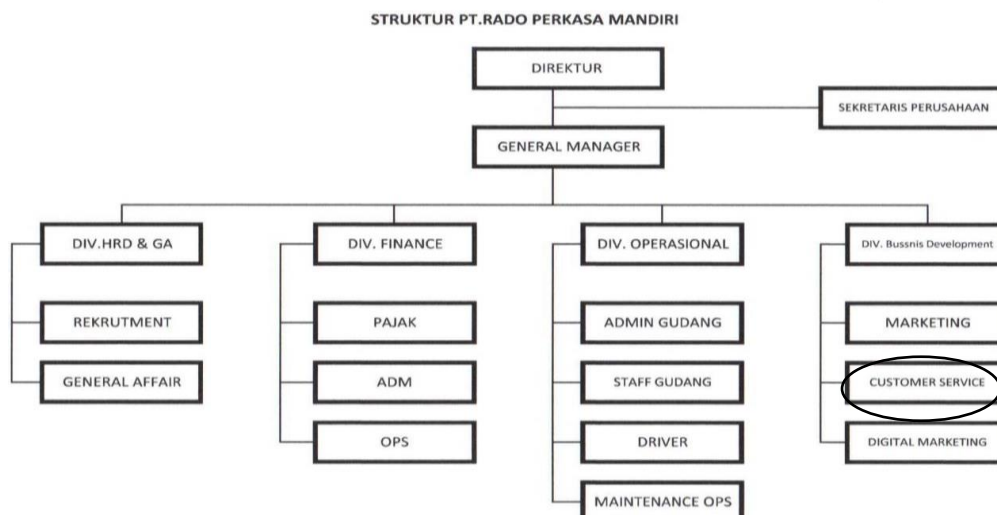 STRUKTUR PT.RADO PERKASA MANDIRI
DIREKTUR
SEKRETARIS PERUSAHAAN
GENERAL MANAGER
DIV.HRD & GA
DIV. FINANCE
DIV. OPERASIONAL
DIV. Bussnis Development
REKRUTMENT
PAJAK
ADMIN GUDANG
MARKETING
GENERAL AFFAIR
ADM
STAFF GUDANG
CUSTOMER SERVICE
OPS
DRIVER
DIGITAL MARKETING
MAINTENANCE OPS